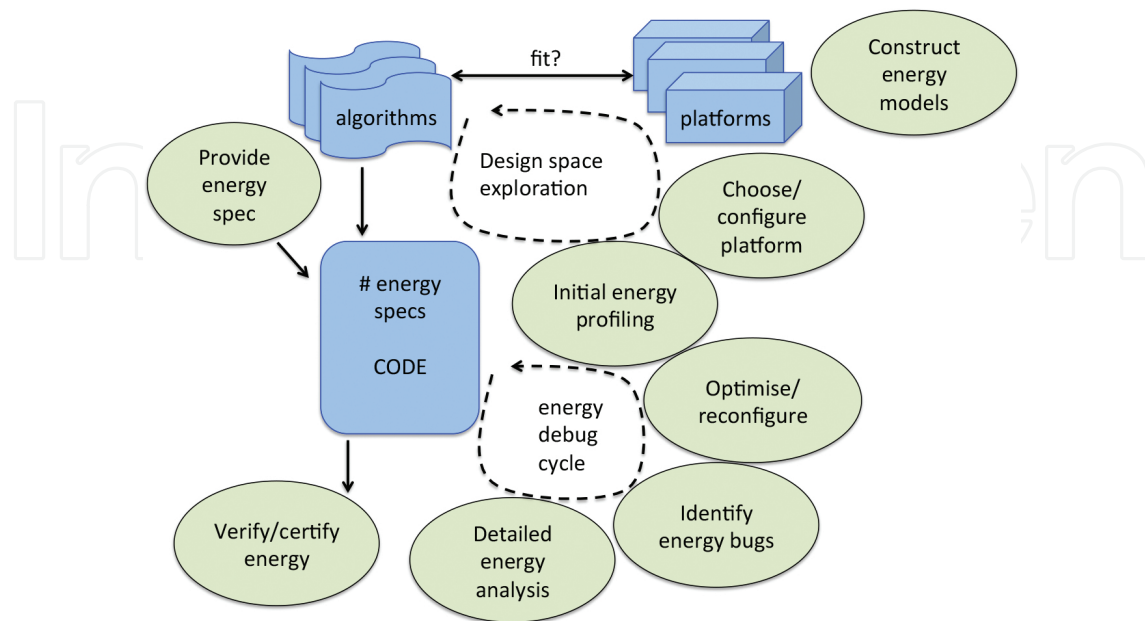 fit?
Construct
energy
models
algorithms
platforms
Provide
energy
spec
Design space
exploration
Choose/
configure
platform
# energy
specs
CODE
Initial energy
profiling
Optimise/
reconfigure
energy
debug
cycle
Verify/certify
energy
Detailed
energy
analysis
Identify
energy bugs